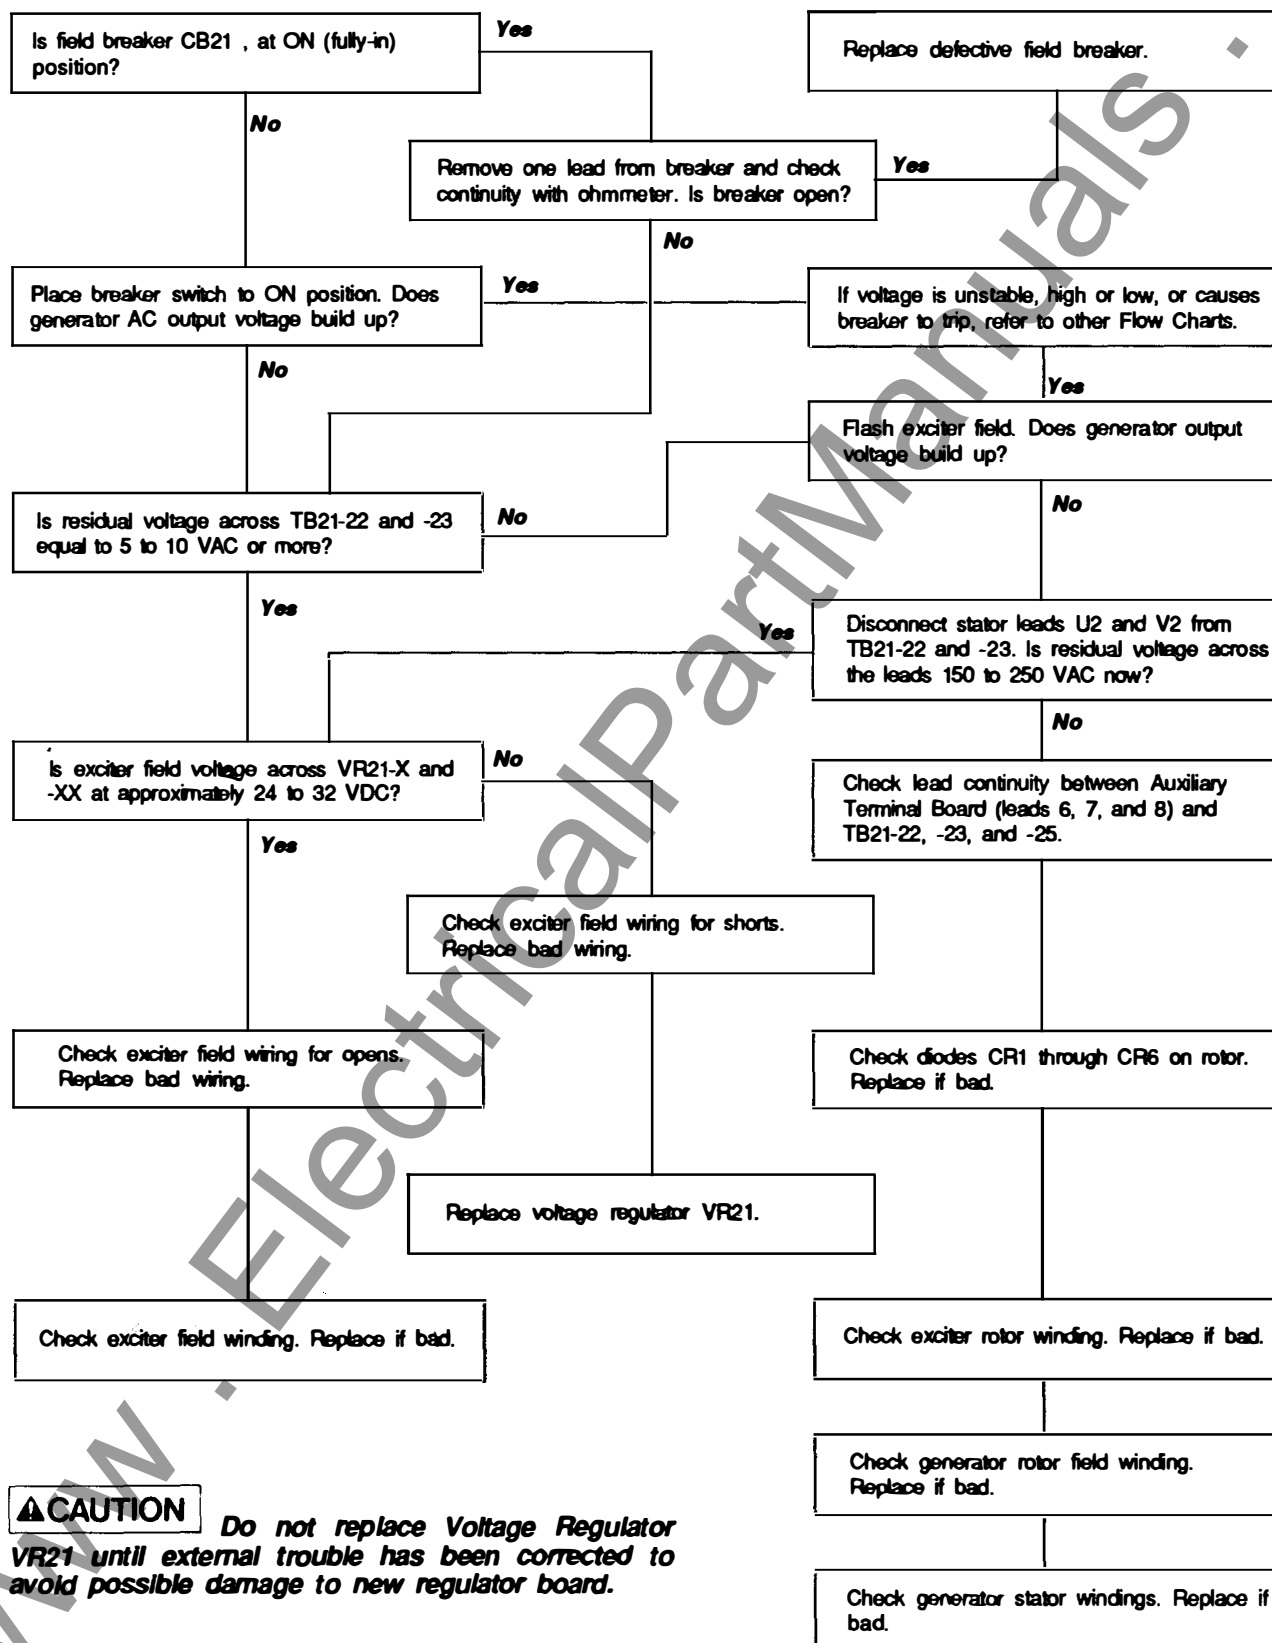 Is field breaker CB21 , at ON (fully-in)
position?
Yes
Replace defective field breaker.
No
Remove one lead from breaker and check
continuity with ohmmeter. Is breaker open?
Yes
No
Place breaker switch to ON position. Does
generator AC output voltage build up?
Yes
If voltage is unstable, high or low, or causes
breaker to trip, refer to other Flow Charts.
No
Yes
Flash exciter field. Does generator output
voltage build up?
Is residual voltage across TB21-22 and -23
equal to 5 to 10 VAC or more?
No
No
Yes
Yes
Disconnect stator leads U2 and V2 from
TB21-22 and -23. Is residual voltage across
the leads 150 to 250 VAC now?
No
Is exciter field voltage across VR21-X and
-XX at approximately 24 to 32 VDC?
No
Check lead continuity between Auxiliary
Terminal Board (leads 6, 7, and 8) and
TB21-22, -23, and -25.
Yes
Check exciter field wiring for shorts.
Replace bad wiring.
Check exciter field wiring for opens.
Replace bad wiring.
Check diodes CR1 through CR6 on rotor.
Replace if bad.
Replace voltage regulator VR21.
Check exciter field winding. Replace if bad.
Check exciter rotor winding. Replace if bad.
Check generator rotor field winding.
Replace if bad.
CAUTION Do not replace Voltage Regulator
VR21 until external trouble has been corrected to
avoid possible damage to new regulator board.
Check generator stator windings. Replace if
bad.
www . ElectricalPartManuals .